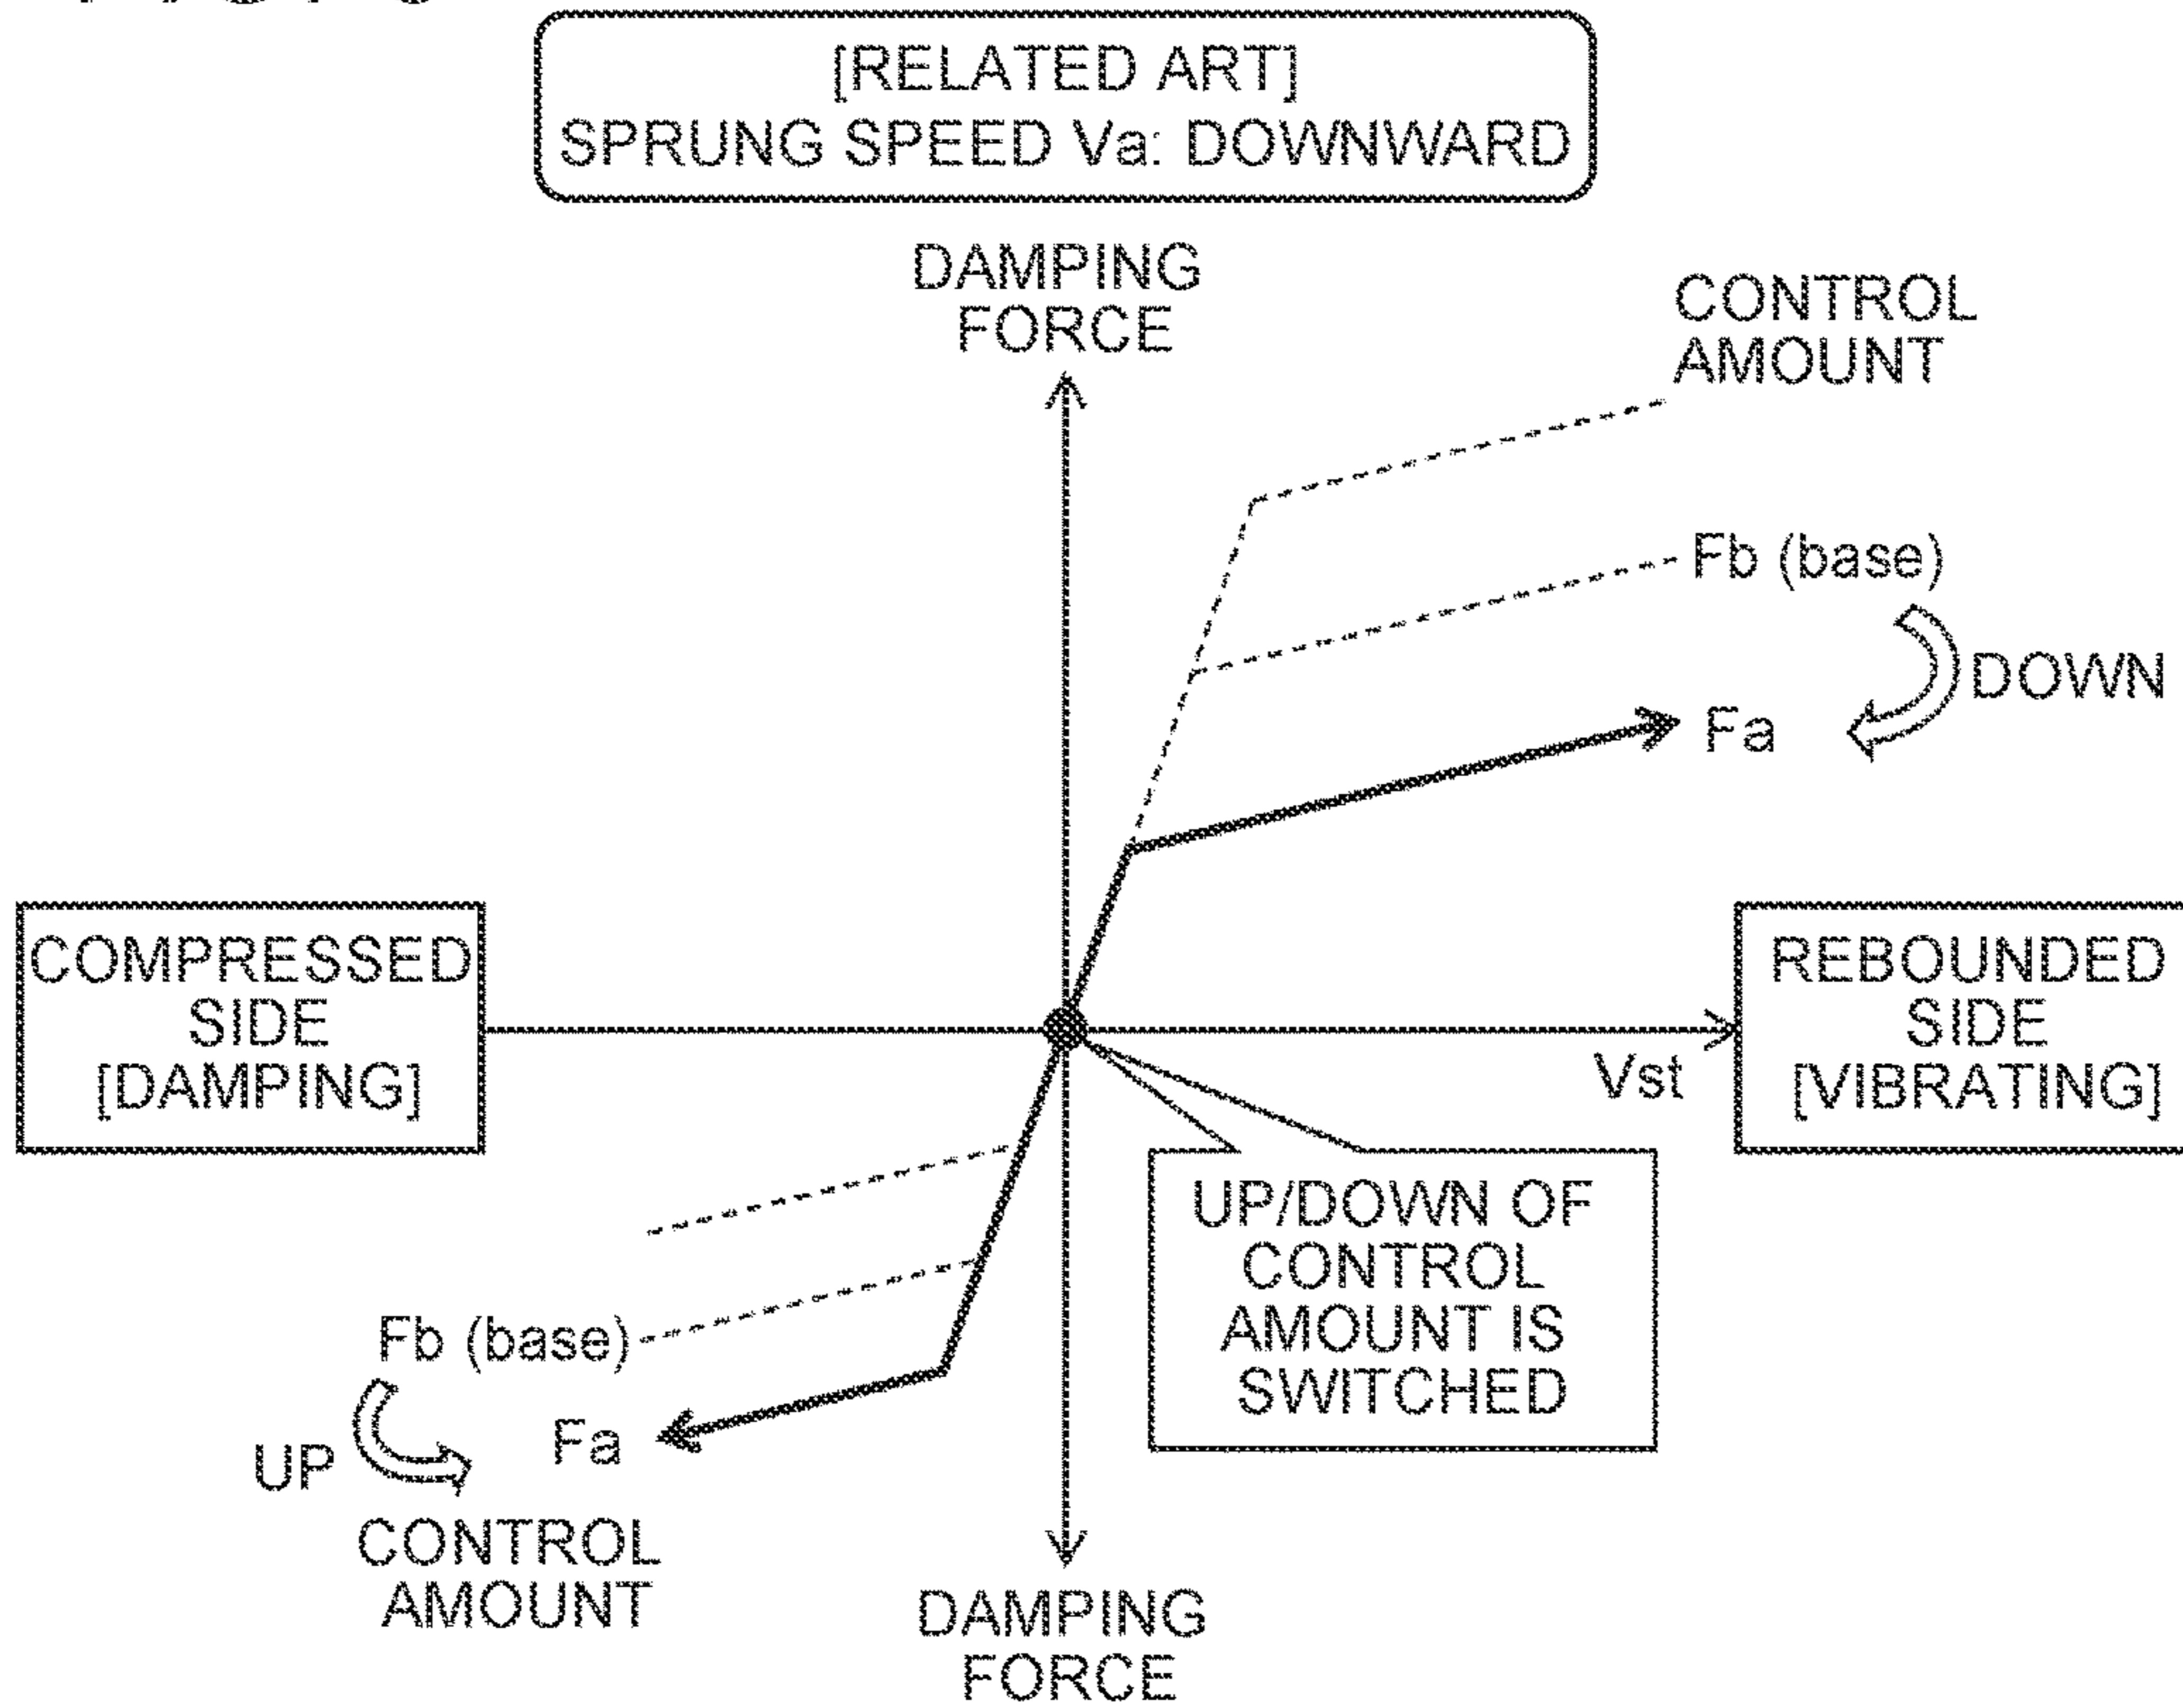 [RELATED ART]
SPRUNG SPEED Va: DOWNWARD
DAMPING
FORCE
CONTROL
AMOUNT
Fb (base)
DOWN
Fa
COMPRESSED
SIDE
[DAMPING]
REBOUNDED
SIDE
[VIBRATING]
Vst
UP/DOWN OF
CONTROL
AMOUNT IS
SWITCHED
Fb (base)
Fa
UP
CONTROL
AMOUNT
DAMPING
FORCE